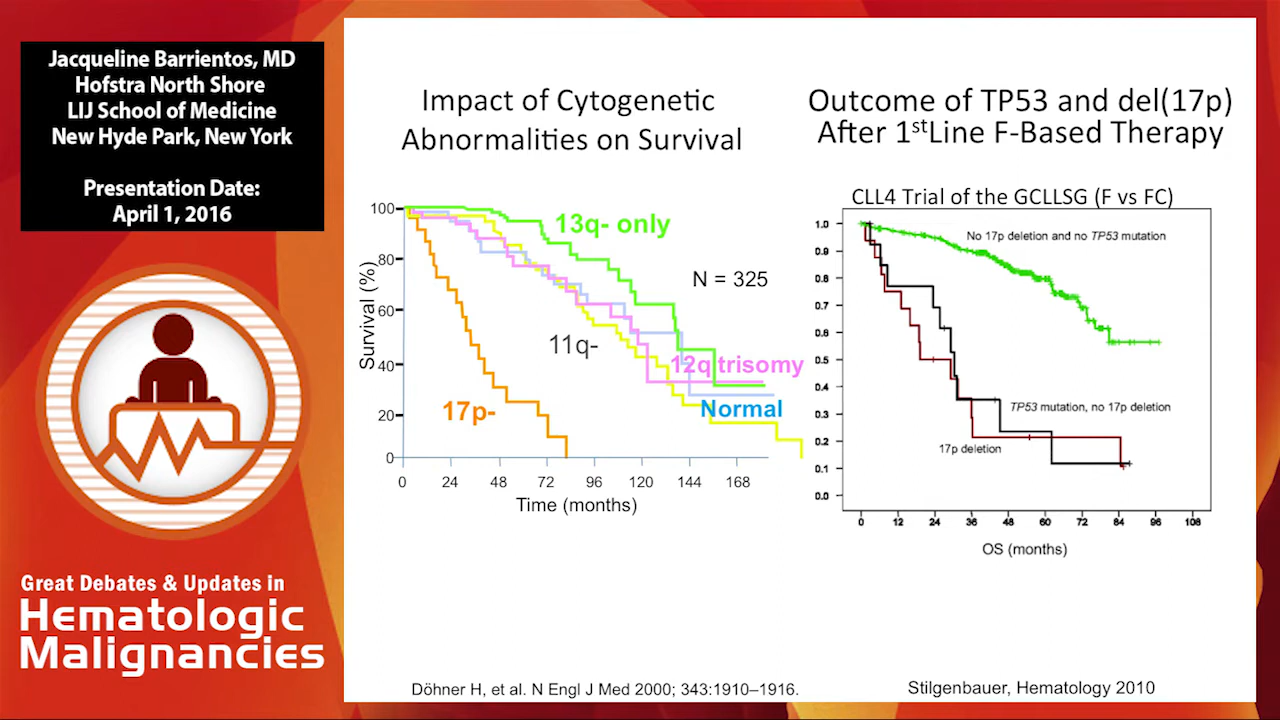 Jacqueline Barrientos, MD
Hofstra North Shore
LIJ School of Medicine
New Hyde Park, New York
Presentation Date:
April 1, 2016
Great Debates & Updates in
Hematologic
Malignancies
Impact of Cytogenetic
Abnormalities on Survival
Survival (%)
100
80
60
40
20
0
13q- only
N = 325
11q-
12q trisomy
Normal
17p-
0 24 48 72 96 120 144 168
Time (months)
Döhner H, et al. N Engl J Med 2000; 343:1910–1916.
Outcome of TP53 and del(17p)
After 1stLine F-Based Therapy
CLL4 Trial of the GCLLSG (F vs FC)
1.0
0.9
0.8
0.7
0.6
0.5
0.4
0.3
0.2
0.1
0.0
No 17p deletion and no TP53 mutation
TP53 mutation, no 17p deletion
17p deletion
0 12 24 36 48 60 72 84 96 108
OS (months)
Stilgenbauer, Hematology 2010